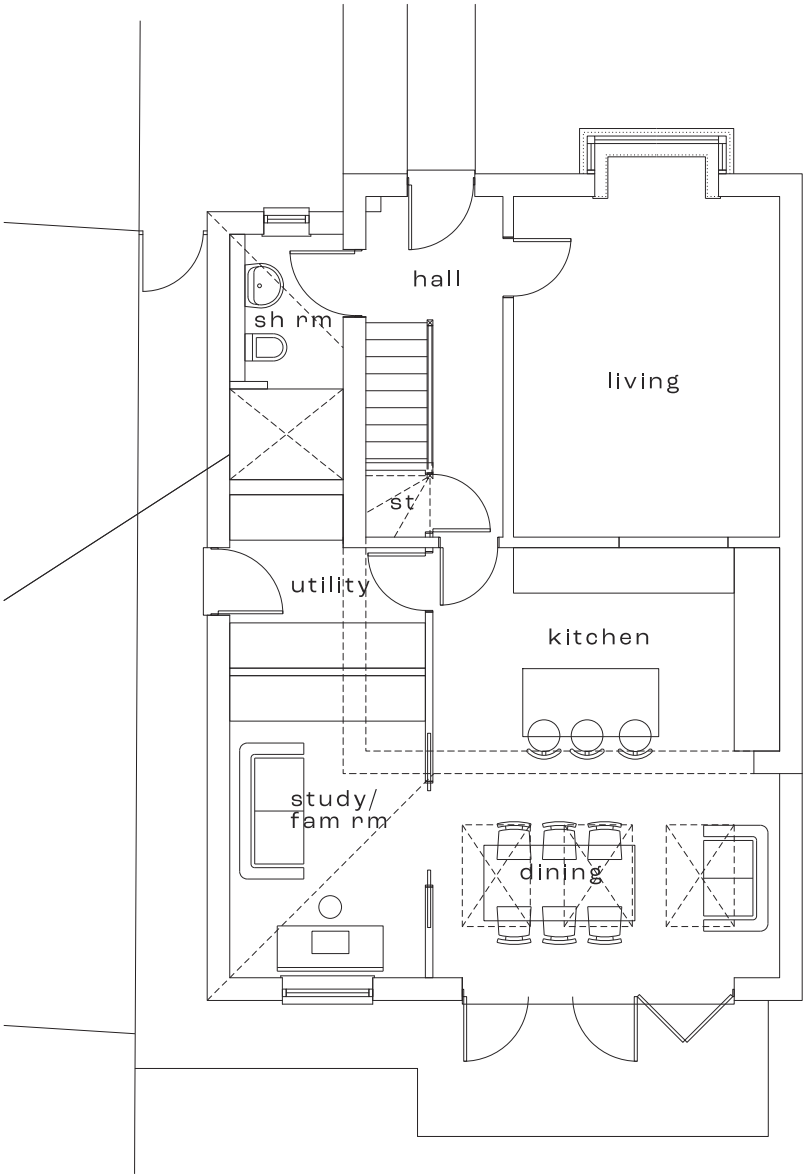 hall
sh rm
living
st
utility
kitchen
study/
fam rm
dining